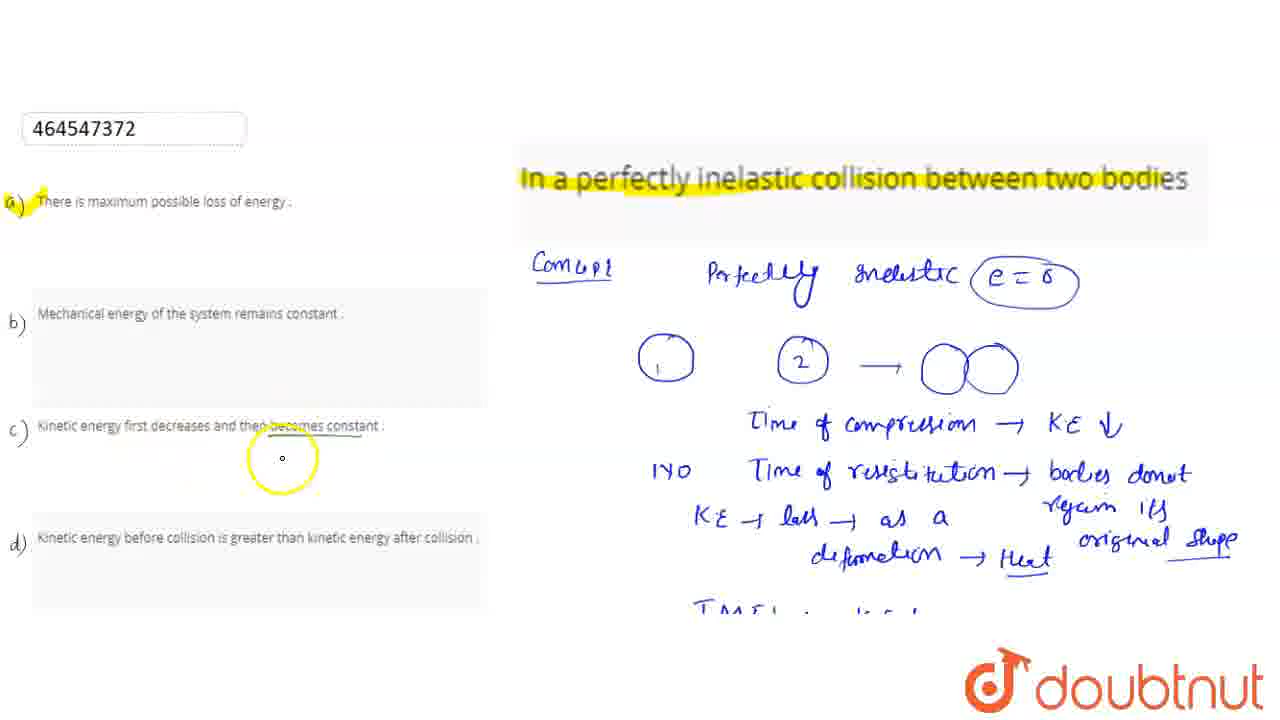 464547372
a) There is maximum possible loss of energy .
b) Mechanical energy of the system remains constant .
c) Kinetic energy first decreases and then becomes constant .
d) Kinetic energy before collision is greater than kinetic energy after collision .
In a perfectly inelastic collision between two bodies
Concept Perfectly Inelastic e = 0
1 2 →
Time of compression → KE ↓
NO Time of resistitution → bodies donot
regain its
original shape
KE → loss → as a
deformation → Heat
doubtnut